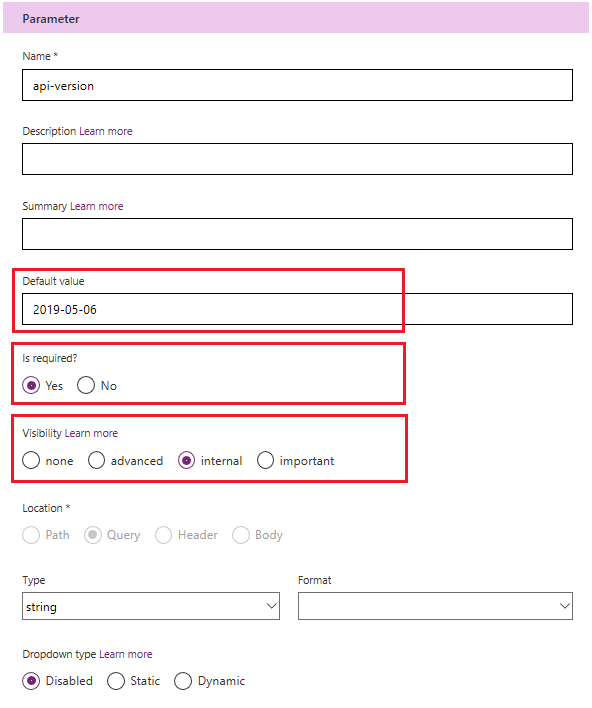 Parameter
Name *
api-version
Description Learn more
Summary Learn more
Default value
2019-05-06
Is required?
Yes No
Visibility Learn more
none advanced internal important
Location *
Path Query Header Body
Type Format
string
Dropdown type Learn more
Disabled Static Dynamic